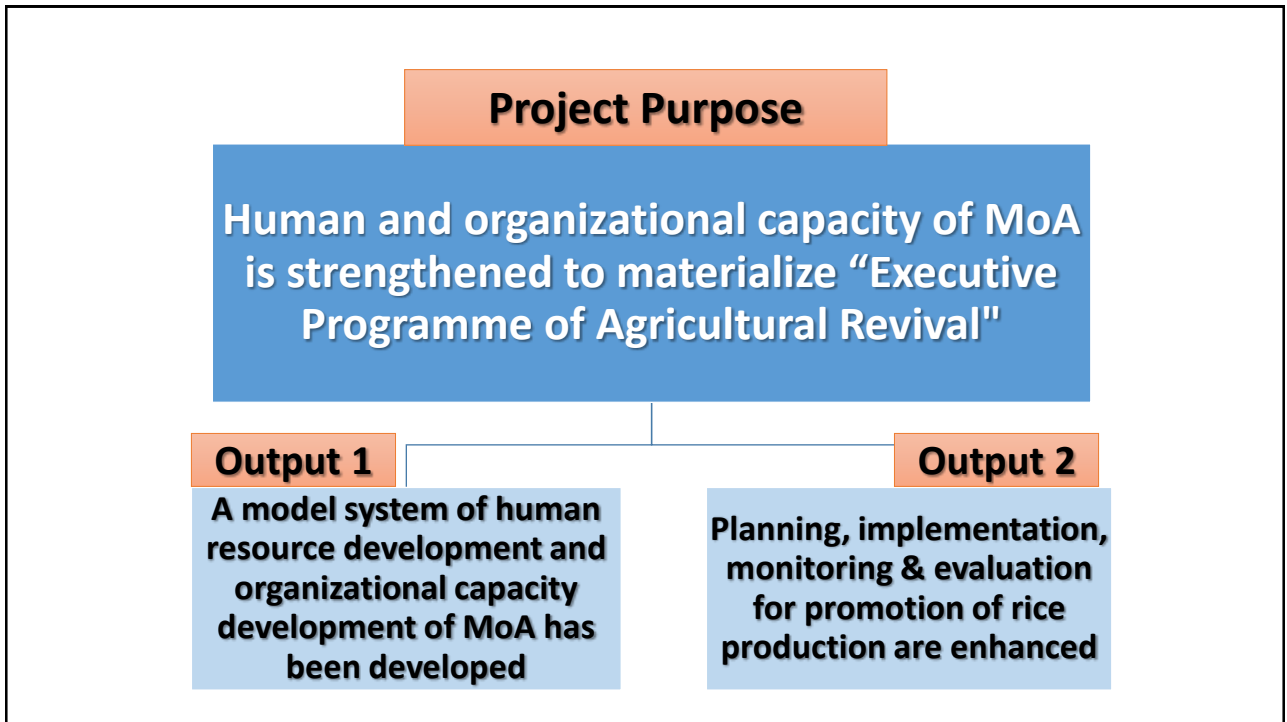 Project Purpose
Human and organizational capacity of MoA
is strengthened to materialize “Executive
Programme of Agricultural Revival"
Output 1
A model system of human
resource development and
organizational capacity
development of MoA has
been developed
Output 2
Planning, implementation,
monitoring & evaluation
for promotion of rice
production are enhanced